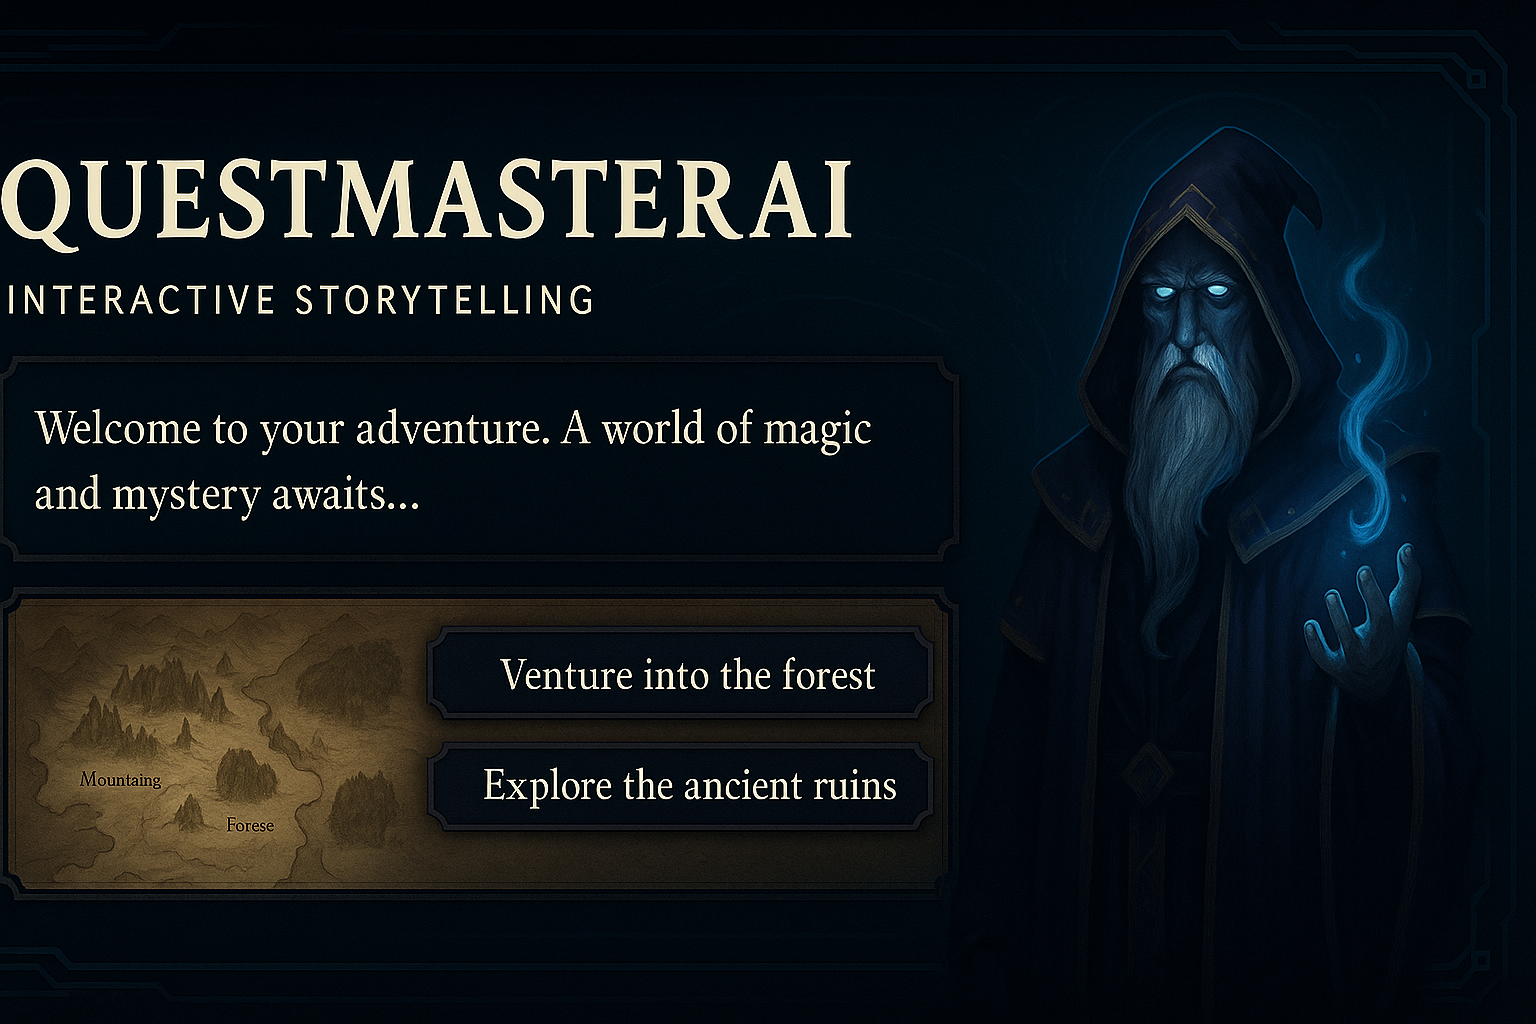 QUESTMASTERAI
INTERACTIVE STORYTELLING
Welcome to your adventure. A world of magic
and mystery awaits...
Venture into the forest
Explore the ancient ruins
Mountaing
Forese